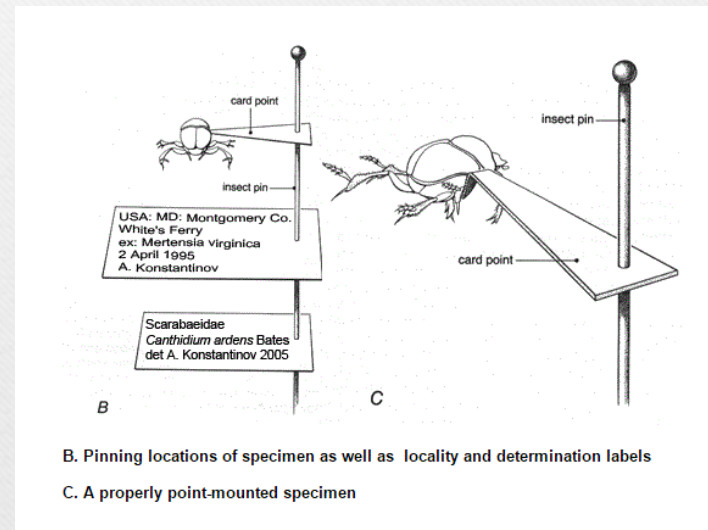 card point
insect pin
USA: MD: Montgomery Co.
White's Ferry
ex: Mertensia virginica
2 April 1995
A. Konstantinov
Scarabaeidae
Canthidium ardens Bates
det A. Konstantinov 2005
B
insect pin
card point
C
B. Pinning locations of specimen as well as locality and determination labels
C. A properly point-mounted specimen